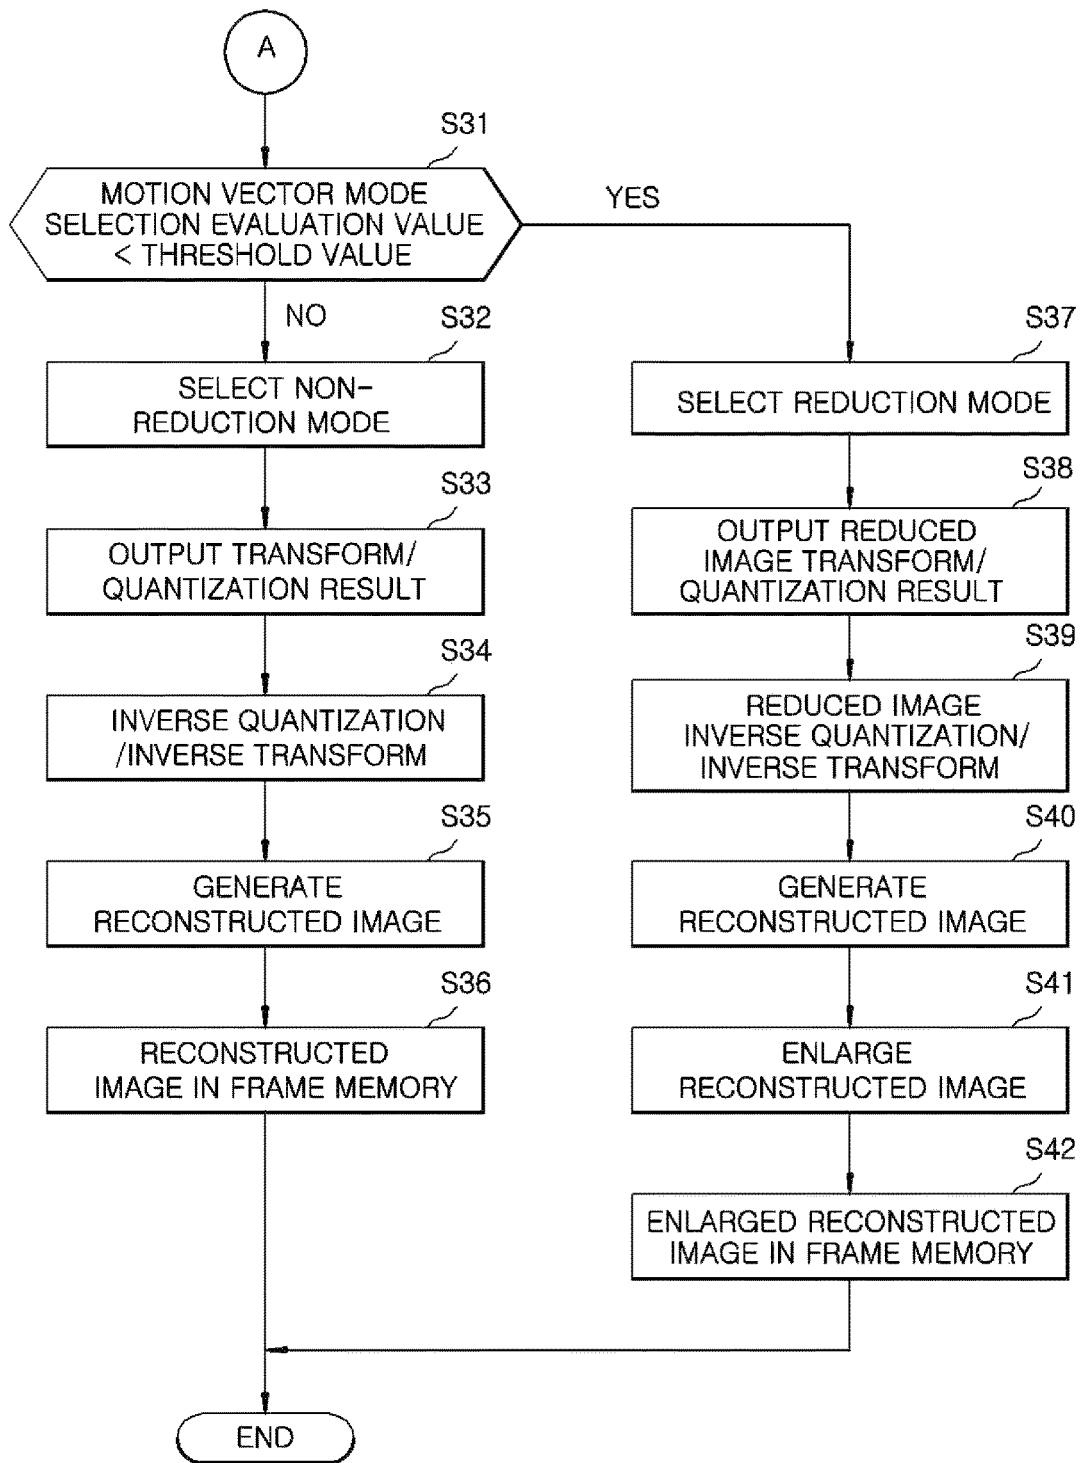 A
S31
MOTION VECTOR MODE
SELECTION EVALUATION VALUE
< THRESHOLD VALUE
YES
NO
S32
SELECT NON-
REDUCTION MODE
S33
OUTPUT TRANSFORM/
QUANTIZATION RESULT
S34
INVERSE QUANTIZATION
/INVERSE TRANSFORM
S35
GENERATE
RECONSTRUCTED IMAGE
S36
RECONSTRUCTED
IMAGE IN FRAME MEMORY
S37
SELECT REDUCTION MODE
S38
OUTPUT REDUCED
IMAGE TRANSFORM/
QUANTIZATION RESULT
S39
REDUCED IMAGE
INVERSE QUANTIZATION/
INVERSE TRANSFORM
S40
GENERATE
RECONSTRUCTED IMAGE
S41
ENLARGE
RECONSTRUCTED IMAGE
S42
ENLARGED RECONSTRUCTED
IMAGE IN FRAME MEMORY
END